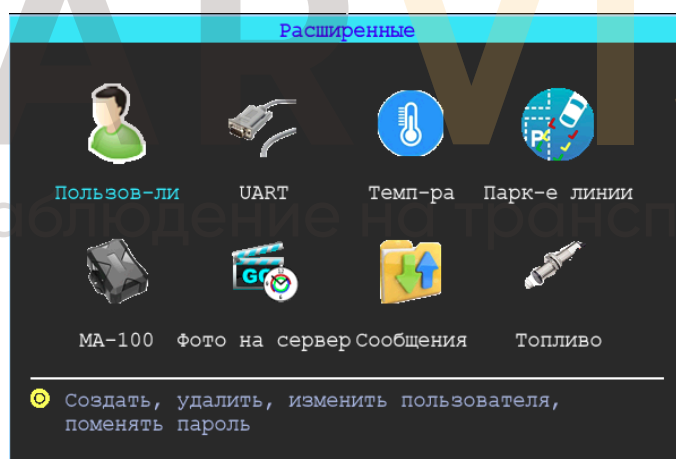 Расширенные
Пользов-ли UART Темп-ра Парк-е линии
MA-100 Фото на сервер Сообщения Топливо
Создать, удалить, изменить пользователя,
поменять пароль